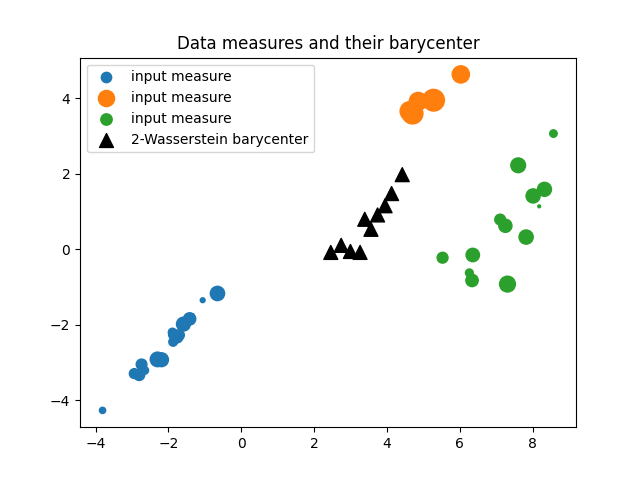 Data measures and their barycenter
input measure
input measure
input measure
2-Wasserstein barycenter
4
2
0
−2
−4
−4 −2 0 2 4 6 8